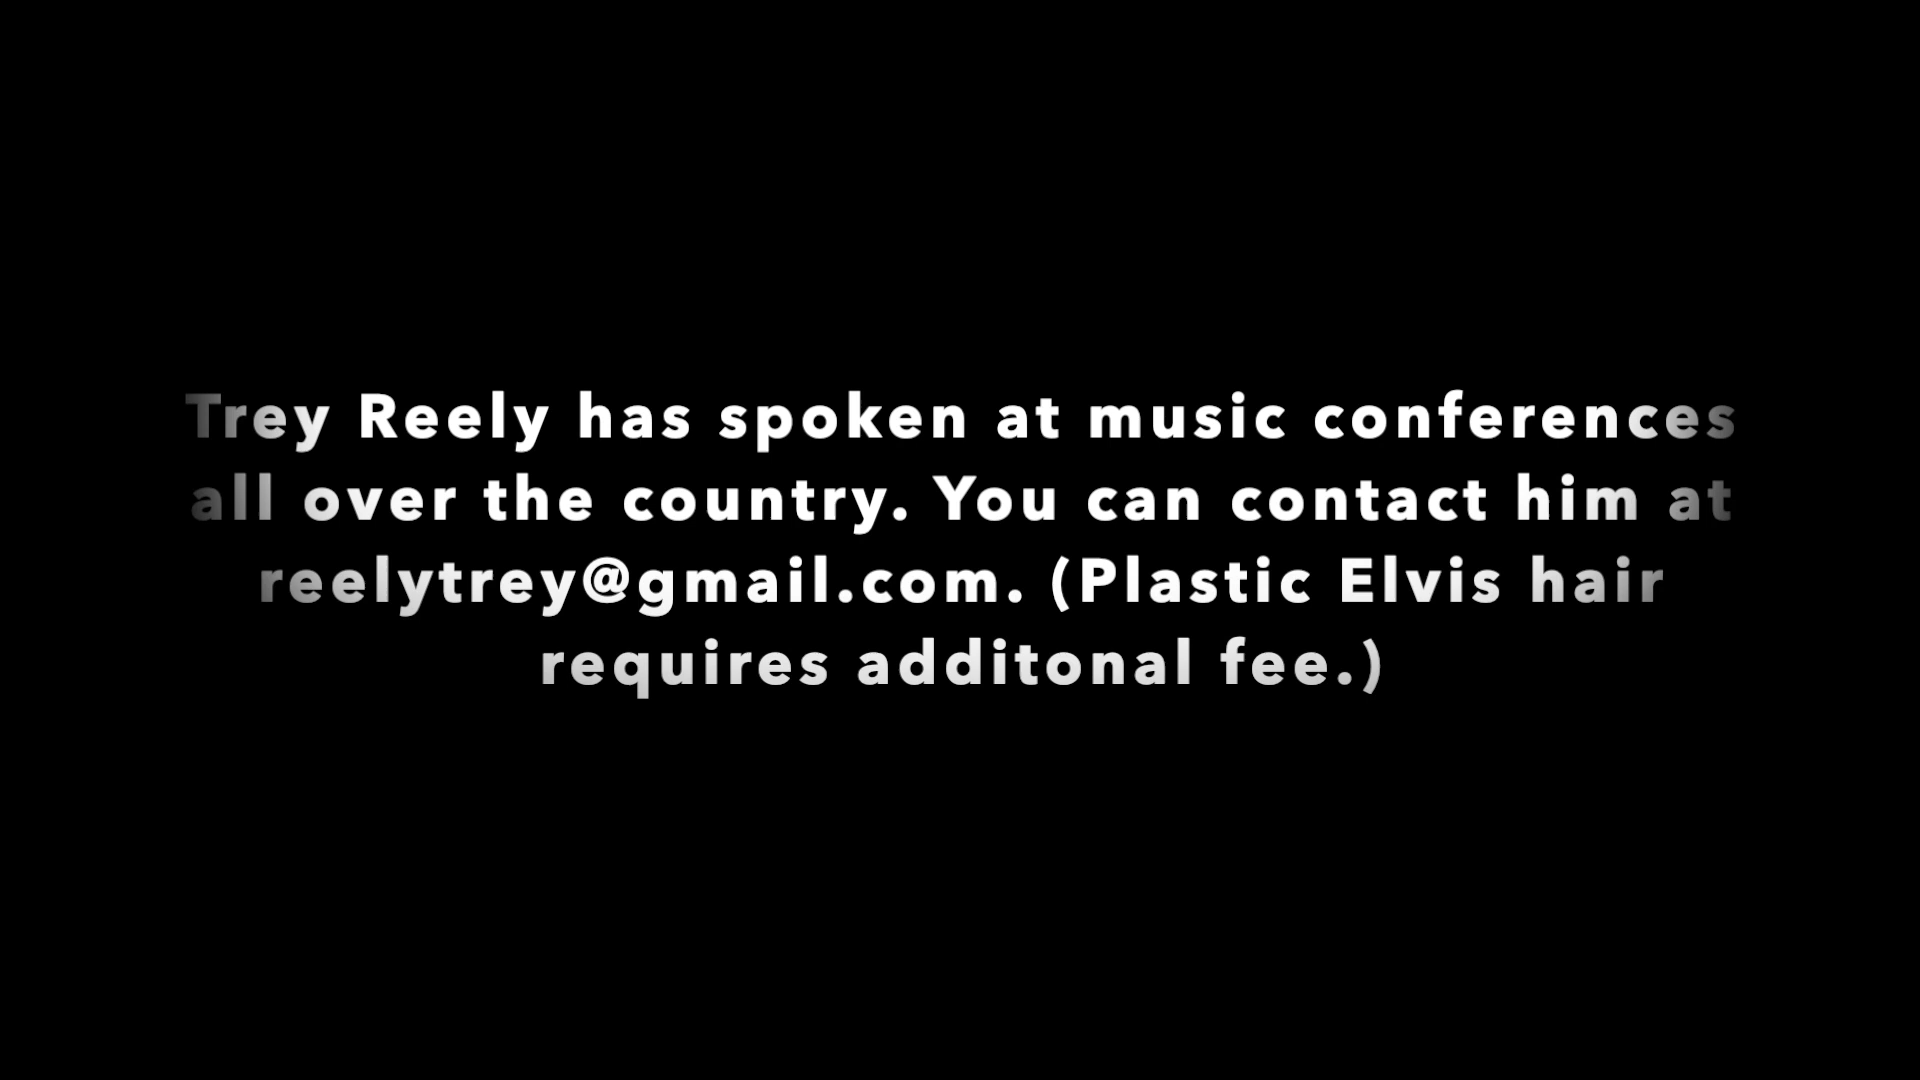 Trey Reely has spoken at music conferences
all over the country. You can contact him at
reelytrey@gmail.com. (Plastic Elvis hair
requires additonal fee.)